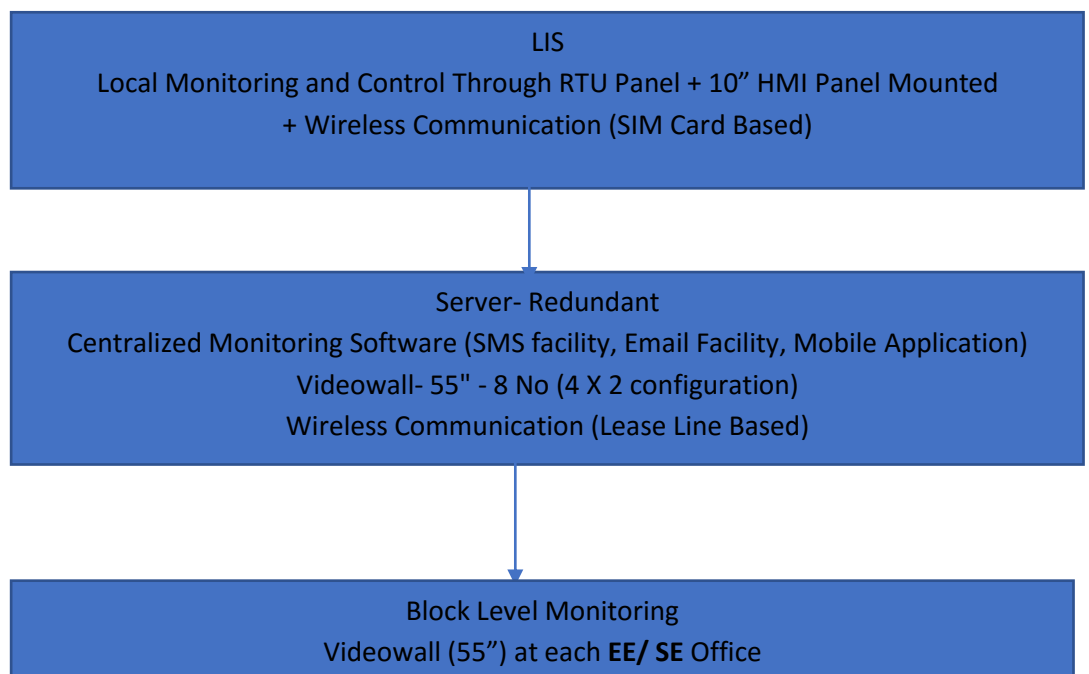 LIS
Local Monitoring and Control Through RTU Panel + 10” HMI Panel Mounted
+ Wireless Communication (SIM Card Based)
Server- Redundant
Centralized Monitoring Software (SMS facility, Email Facility, Mobile Application)
Videowall- 55" - 8 No (4 X 2 configuration)
Wireless Communication (Lease Line Based)
Block Level Monitoring
Videowall (55”) at each EE/ SE Office